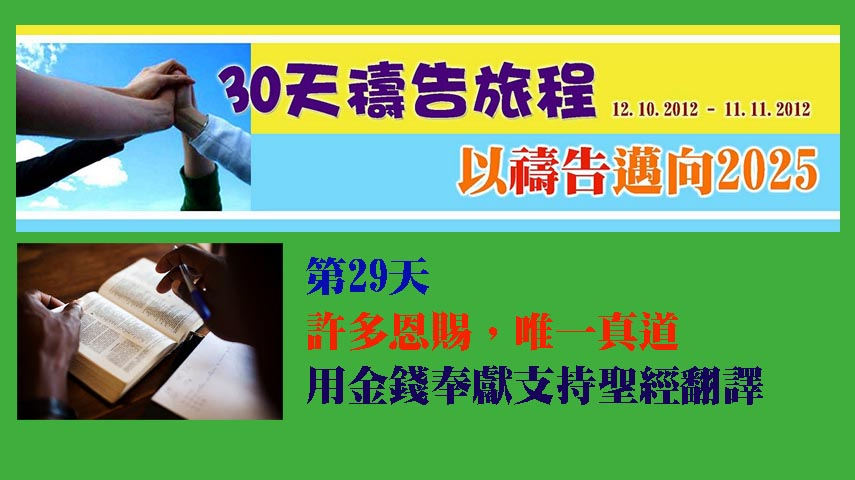 30天禱告旅程 12.10.2012 - 11.11.2012
以禱告邁向2025
第29天
許多恩賜，唯一真道
用金錢奉獻支持聖經翻譯